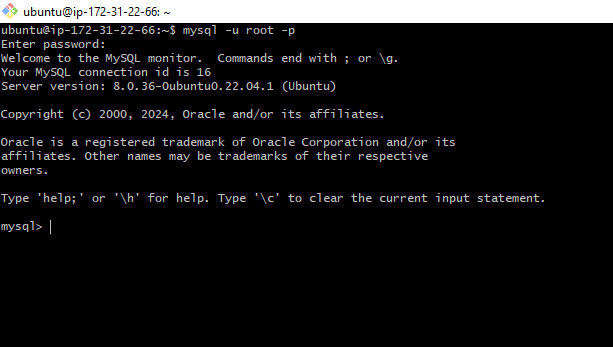 ubuntu@ip-172-31-22-66: ~
ubuntu@ip-172-31-22-66:~$ mysql -u root -p
Enter password:
Welcome to the MySQL monitor.  Commands end with ; or \g.
Your MySQL connection id is 16
Server version: 8.0.36-0ubuntu0.22.04.1 (Ubuntu)
Copyright (c) 2000, 2024, Oracle and/or its affiliates.
Oracle is a registered trademark of Oracle Corporation and/or its
affiliates. Other names may be trademarks of their respective
owners.
Type 'help;' or '\h' for help. Type '\c' to clear the current input statement.
mysql>